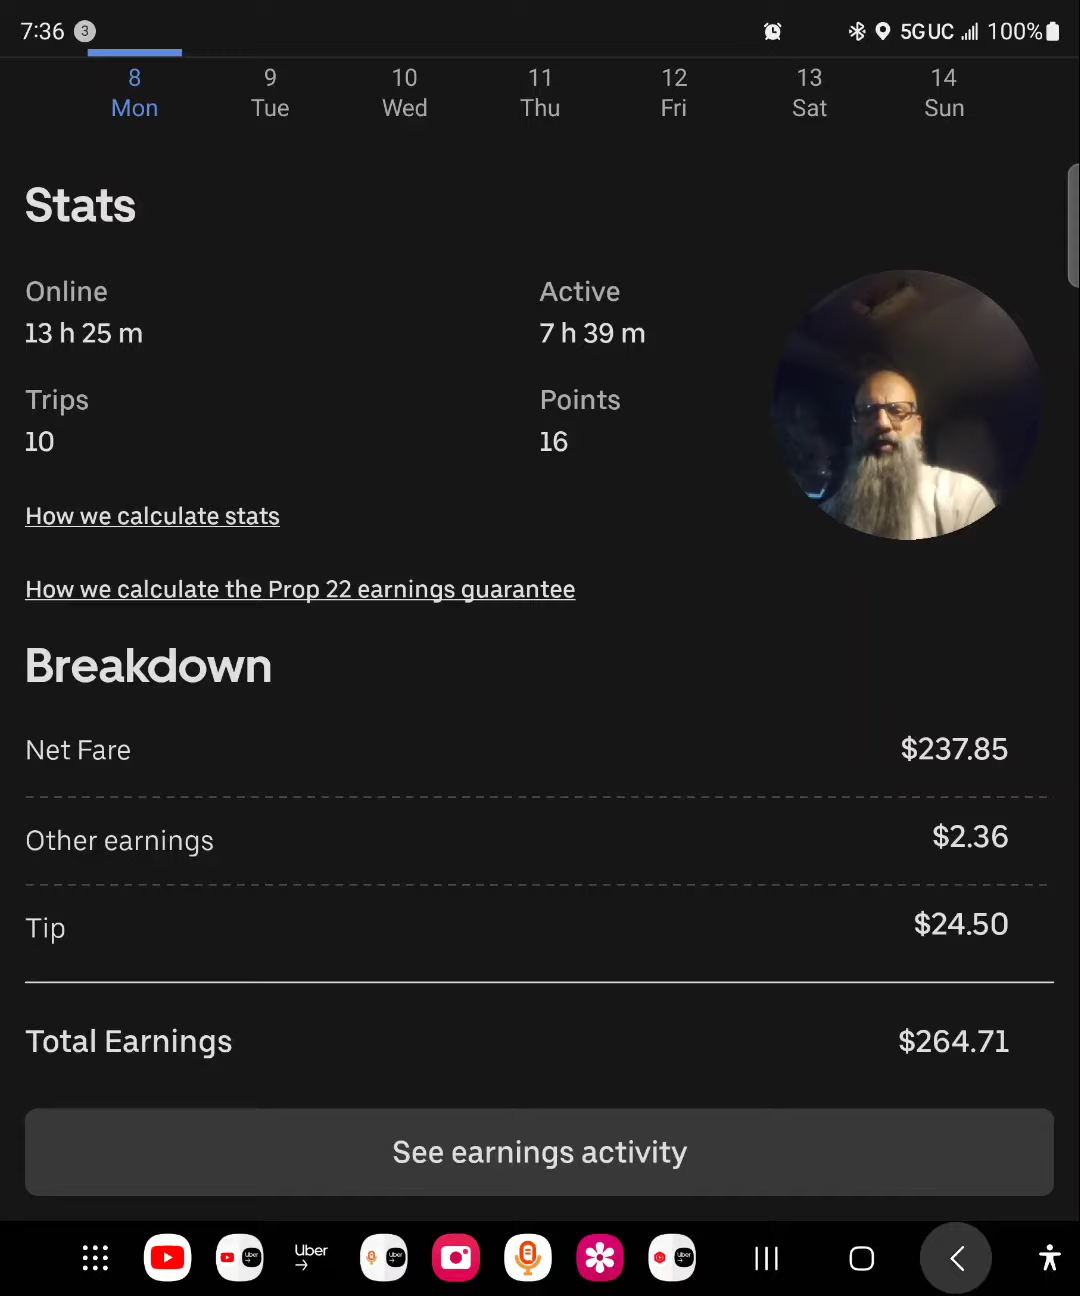 7:36 3 5G UC 100%
8 9 10 11 12 13 14
Mon Tue Wed Thu Fri Sat Sun
Stats
Online Active
13 h 25 m 7 h 39 m
Trips Points
10 16
How we calculate stats
How we calculate the Prop 22 earnings guarantee
Breakdown
Net Fare $237.85
Other earnings $2.36
Tip $24.50
Total Earnings $264.71
See earnings activity
Uber Uber Uber Uber